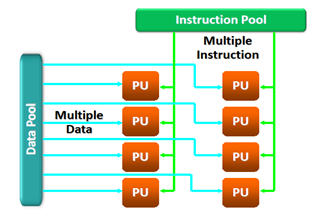 Instruction Pool
Multiple
Instruction
Data Pool
Multiple
Data
PU
PU
PU
PU
PU
PU
PU
PU